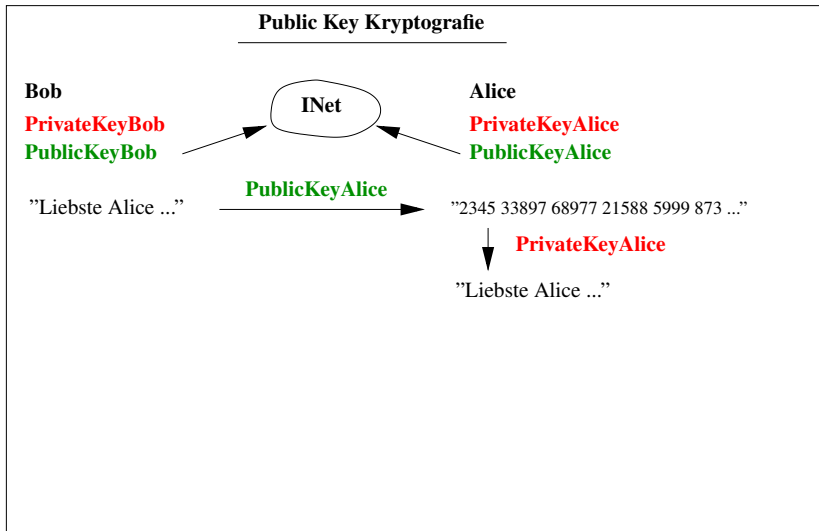 Public Key Kryptografie
Bob
INet
Alice
PrivateKeyBob
PrivateKeyAlice
PublicKeyBob
PublicKeyAlice
PublicKeyAlice
”Liebste Alice ...”
”2345 33897 68977 21588 5999 873 ...”
PrivateKeyAlice
”Liebste Alice ...”